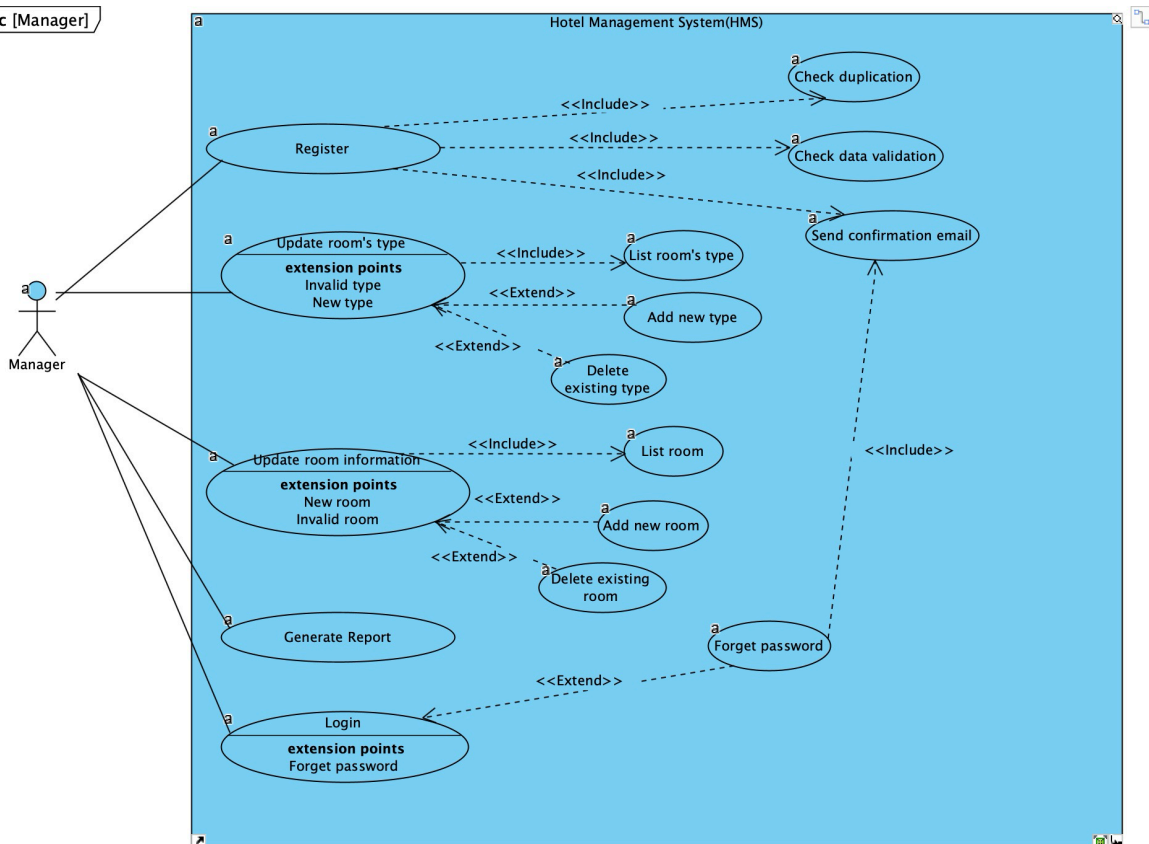 c [Manager]
a
Hotel Management System(HMS)
a
Check duplication
<<Include>>
a
Register
<<Include>>
a
Check data validation
<<Include>>
a
Send confirmation email
a
Update room's type
extension points
Invalid type
New type
<<Include>>
a
List room's type
<<Extend>>
a
Add new type
<<Extend>>
a
Delete
existing type
a
Manager
a
Update room information
extension points
New room
Invalid room
<<Include>>
a
List room
<<Extend>>
a
Add new room
<<Extend>>
a
Delete existing
room
<<Include>>
a
Generate Report
a
Forget password
<<Extend>>
a
Login
extension points
Forget password